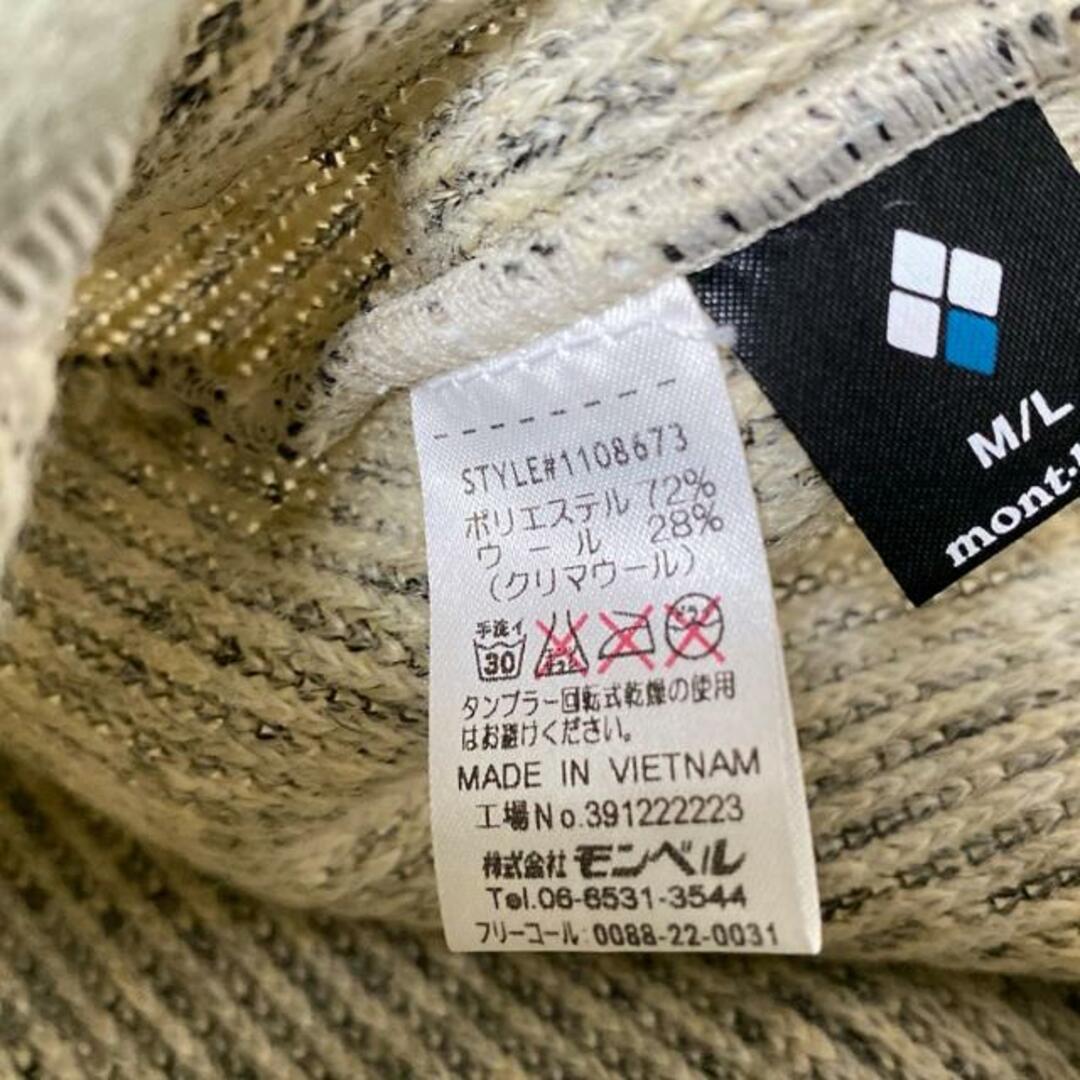 STYLE#1108673
ポリエステル 72%
ウール 28%
(クリマウール)
手洗イ
30
タンブラー回転式乾燥の使用
はお避けください。
MADE IN VIETNAM
工場No.391222223
株式会社モンベル
Tel.06-6531-3544
フリーコール:0088-22-0031
M/L